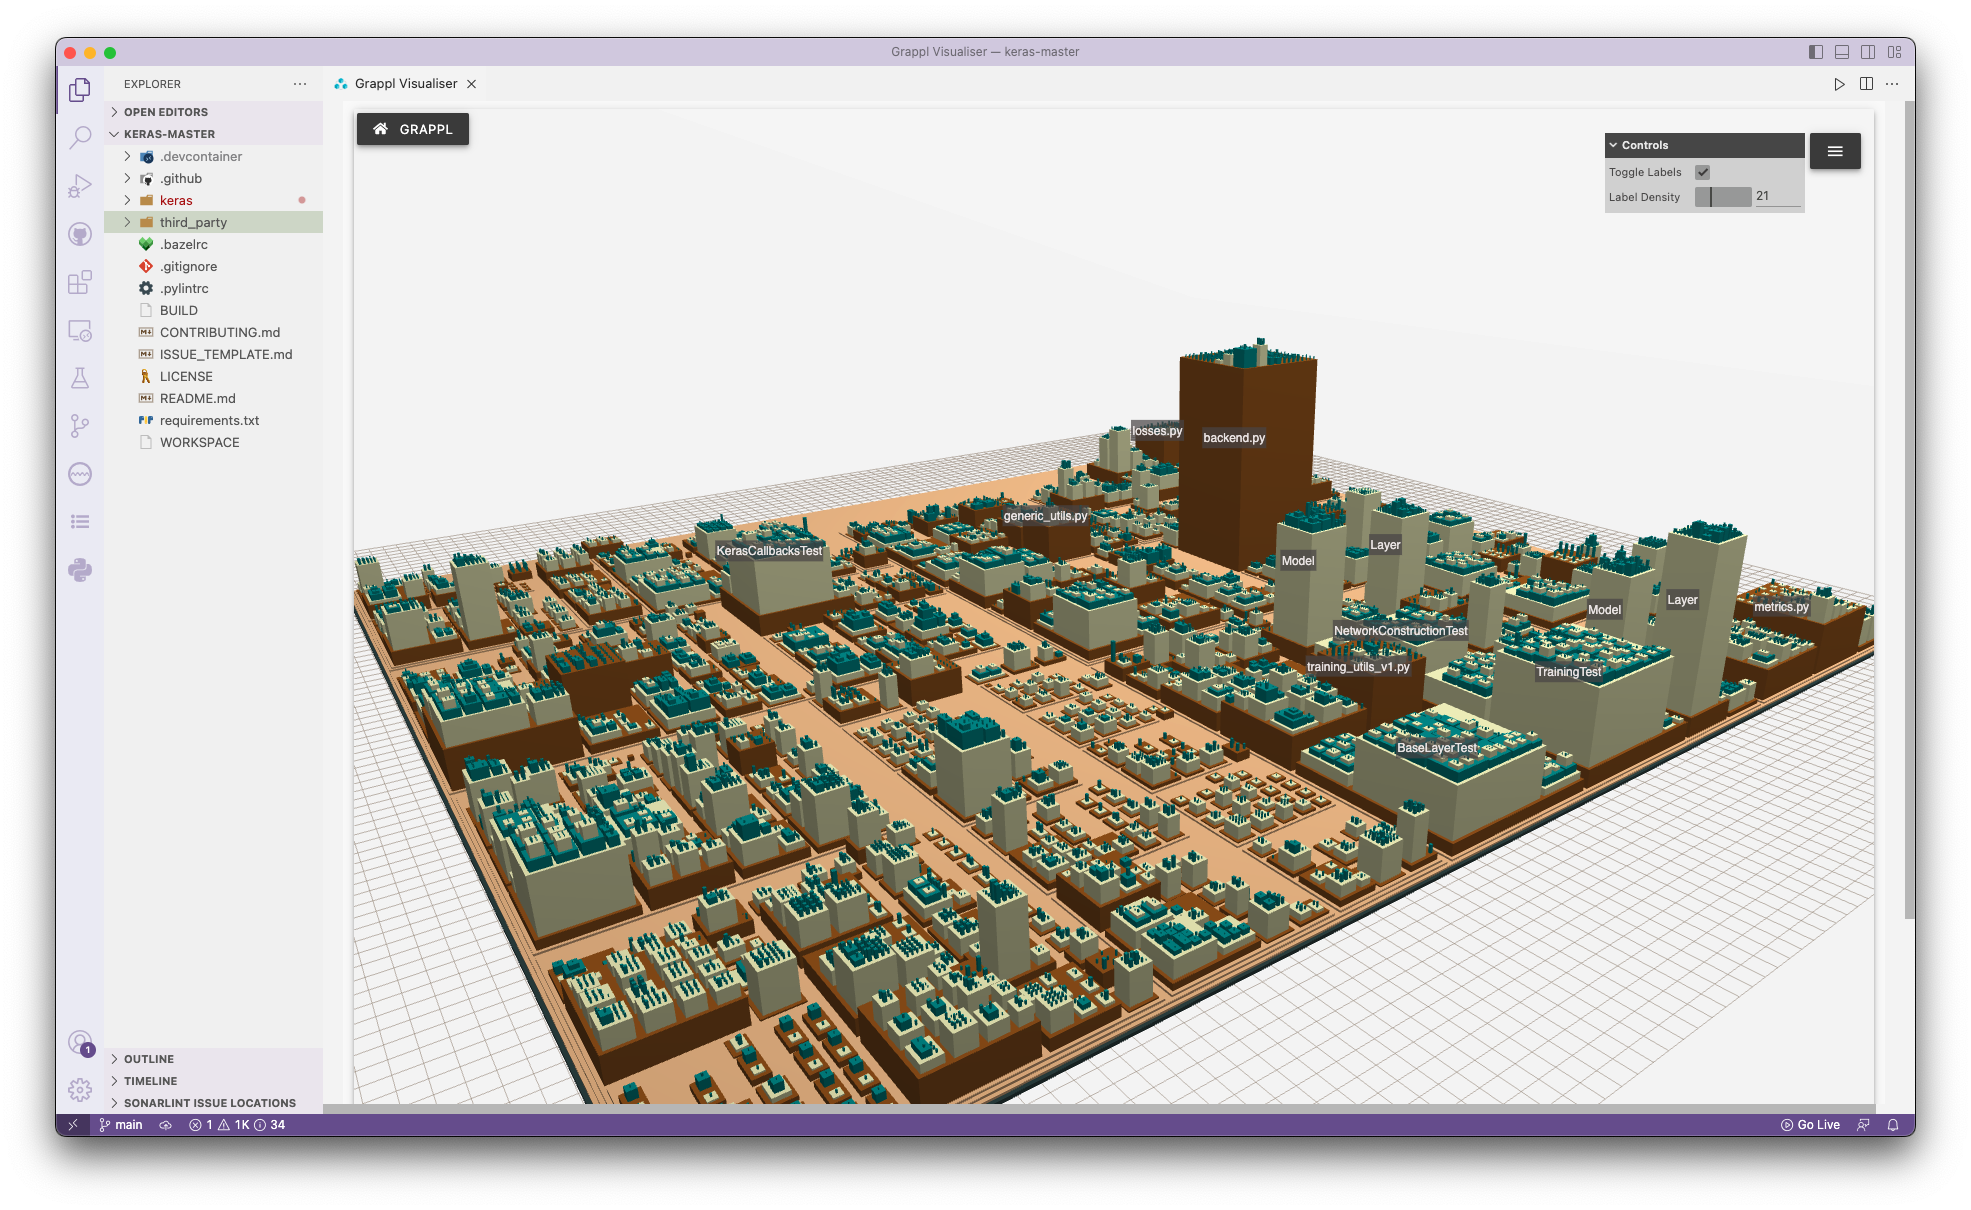 Grappl Visualiser — keras-master
EXPLORER
Grappl Visualiser
OPEN EDITORS
KERAS-MASTER
.devcontainer
.github
keras
third_party
.bazelrc
.gitignore
.pylintrc
BUILD
CONTRIBUTING.md
ISSUE_TEMPLATE.md
LICENSE
README.md
requirements.txt
WORKSPACE
OUTLINE
TIMELINE
SONARLINT ISSUE LOCATIONS
GRAPPL
Controls
Toggle Labels
Label Density 21
losses.py
backend.py
generic_utils.py
KerasCallbacksTest
Layer
Model
Layer
Model
metrics.py
NetworkConstructionTest
training_utils_v1.py
TrainingTest
BaseLayerTest
1
main
1 1K 34
Go Live